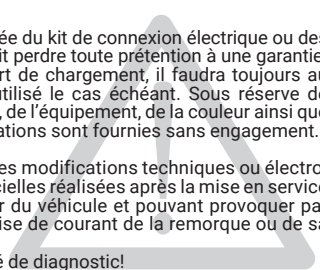 ée du kit de connexion électrique ou des
it perdre toute prétention à une garantie
rt de chargement, il faudra toujours au
utilisé le cas échéant. Sous réserve de
, de l'équipement, de la couleur ainsi que
ations sont fournies sans engagement.
es modifications techniques ou électro
cielles réalisées après la mise en service
r du véhicule et pouvant provoquer pa
ise de courant de la remorque ou de sa
é de diagnostic!